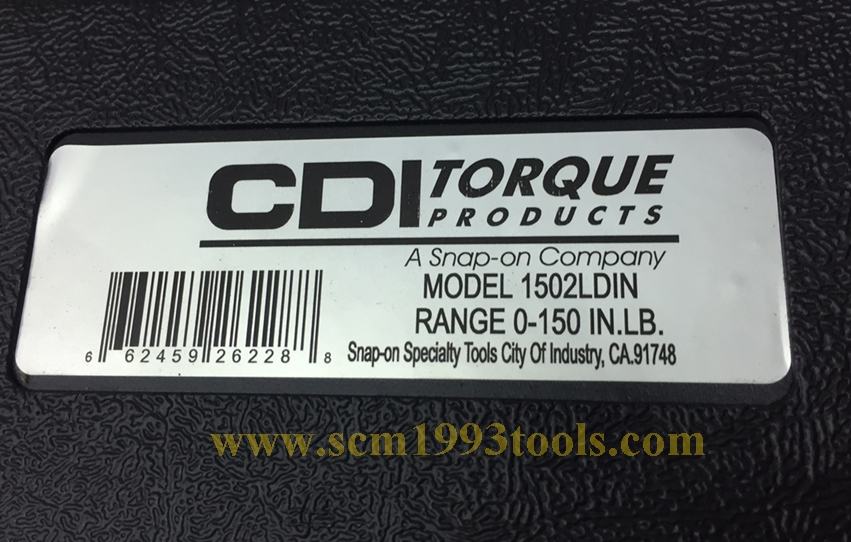 CDI TORQUE
PRODUCTS
A Snap-on Company
MODEL 1502LDIN
RANGE 0-150 IN.LB.
6 62459 26228 8
Snap-on Specialty Tools City Of Industry, CA.91748
www.scm1993tools.com